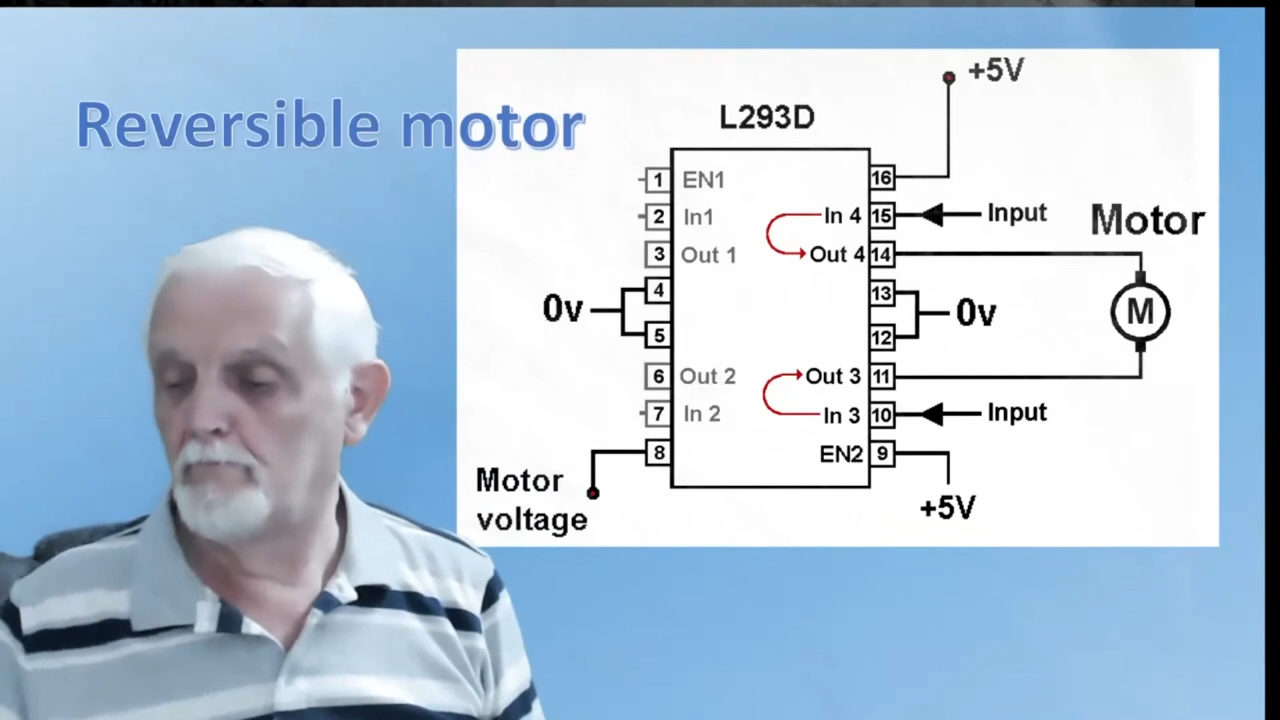 Reversible motor
L293D
+5V
1 EN1
2 In1
3 Out 1
4
0v
5
6 Out 2
7 In 2
8
Motor
voltage
16
In 4 15 Input
Out 4 14
13
0v
12
Out 3 11
In 3 10 Input
EN2 9
+5V
Motor
M